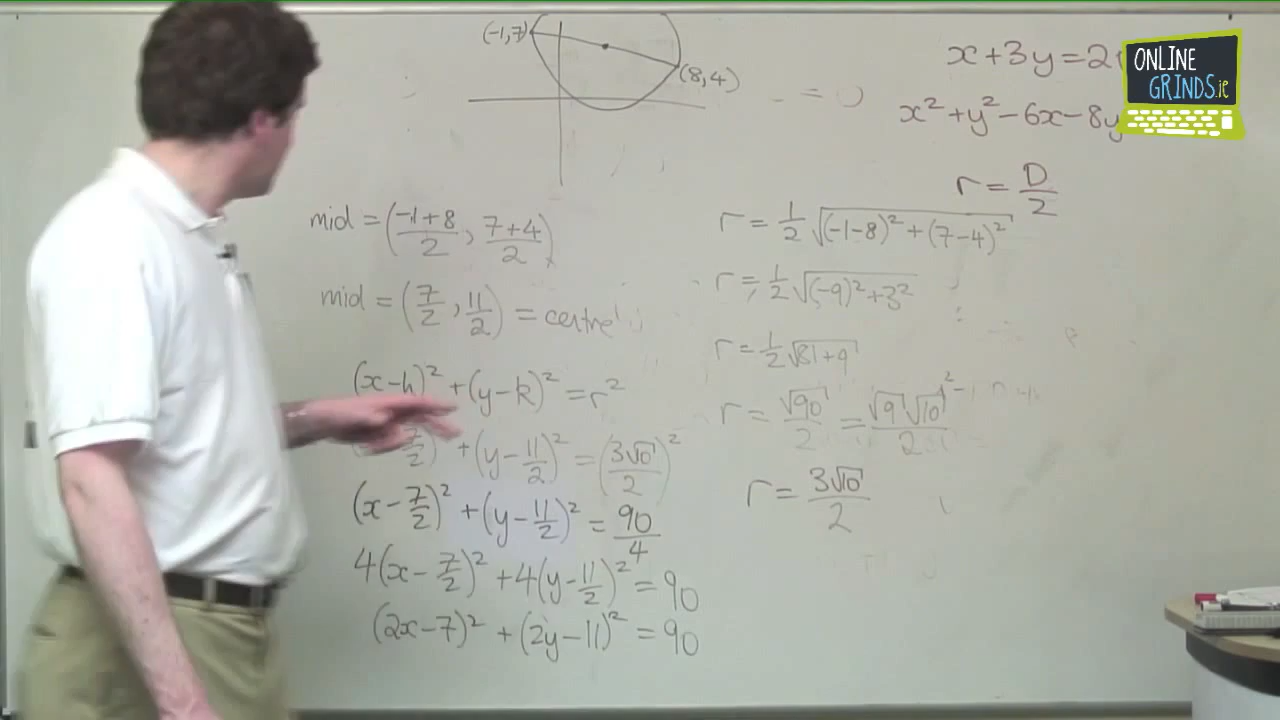 (-1,7)
(8,4)
= 0
x+3y=2
x²+y²-6x-8y
ONLINE
GRINDS.ie
r = D/2
mid = (-1+8/2, 7+4/2)
mid = (7/2, 11/2) = centre
(x-h)²+(y-k)²=r²
7/2)²+(y-11/2)²=(3√10/2)²
(x-7/2)²+(y-11/2)²=90/4
4(x-7/2)²+4(y-11/2)²=90
(2x-7)²+(2y-11)²=90
r=1/2√(-1-8)²+(7-4)²
r=1/2√(-9)²+3²
r=1/2√81+9
r=√90/2=√9√10/2
r=3√10/2